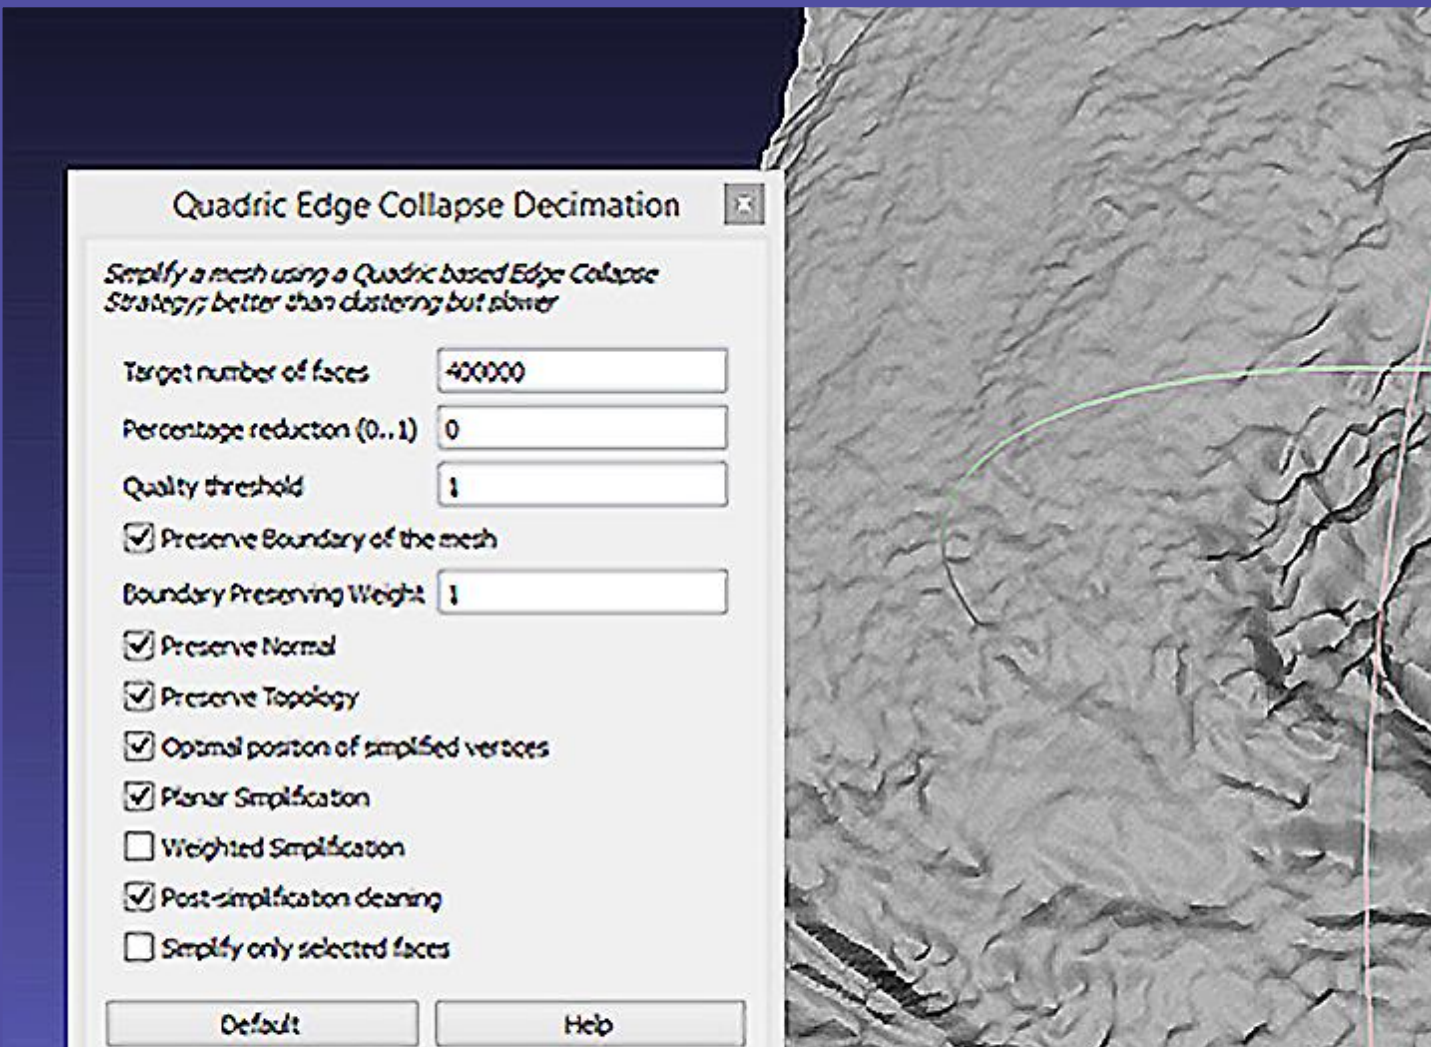 Quadric Edge Collapse Decimation
Simplify a mesh using a Quadric based Edge Collapse
Strategy; better than clustering but slower
Target number of faces 400000
Percentage reduction (0..1) 0
Quality threshold 1
Preserve Boundary of the mesh
Boundary Preserving Weight 1
Preserve Normal
Preserve Topology
Optimal position of simplified vertices
Planar Simplification
Weighted Simplification
Post-simplification cleaning
Simplify only selected faces
Default Help